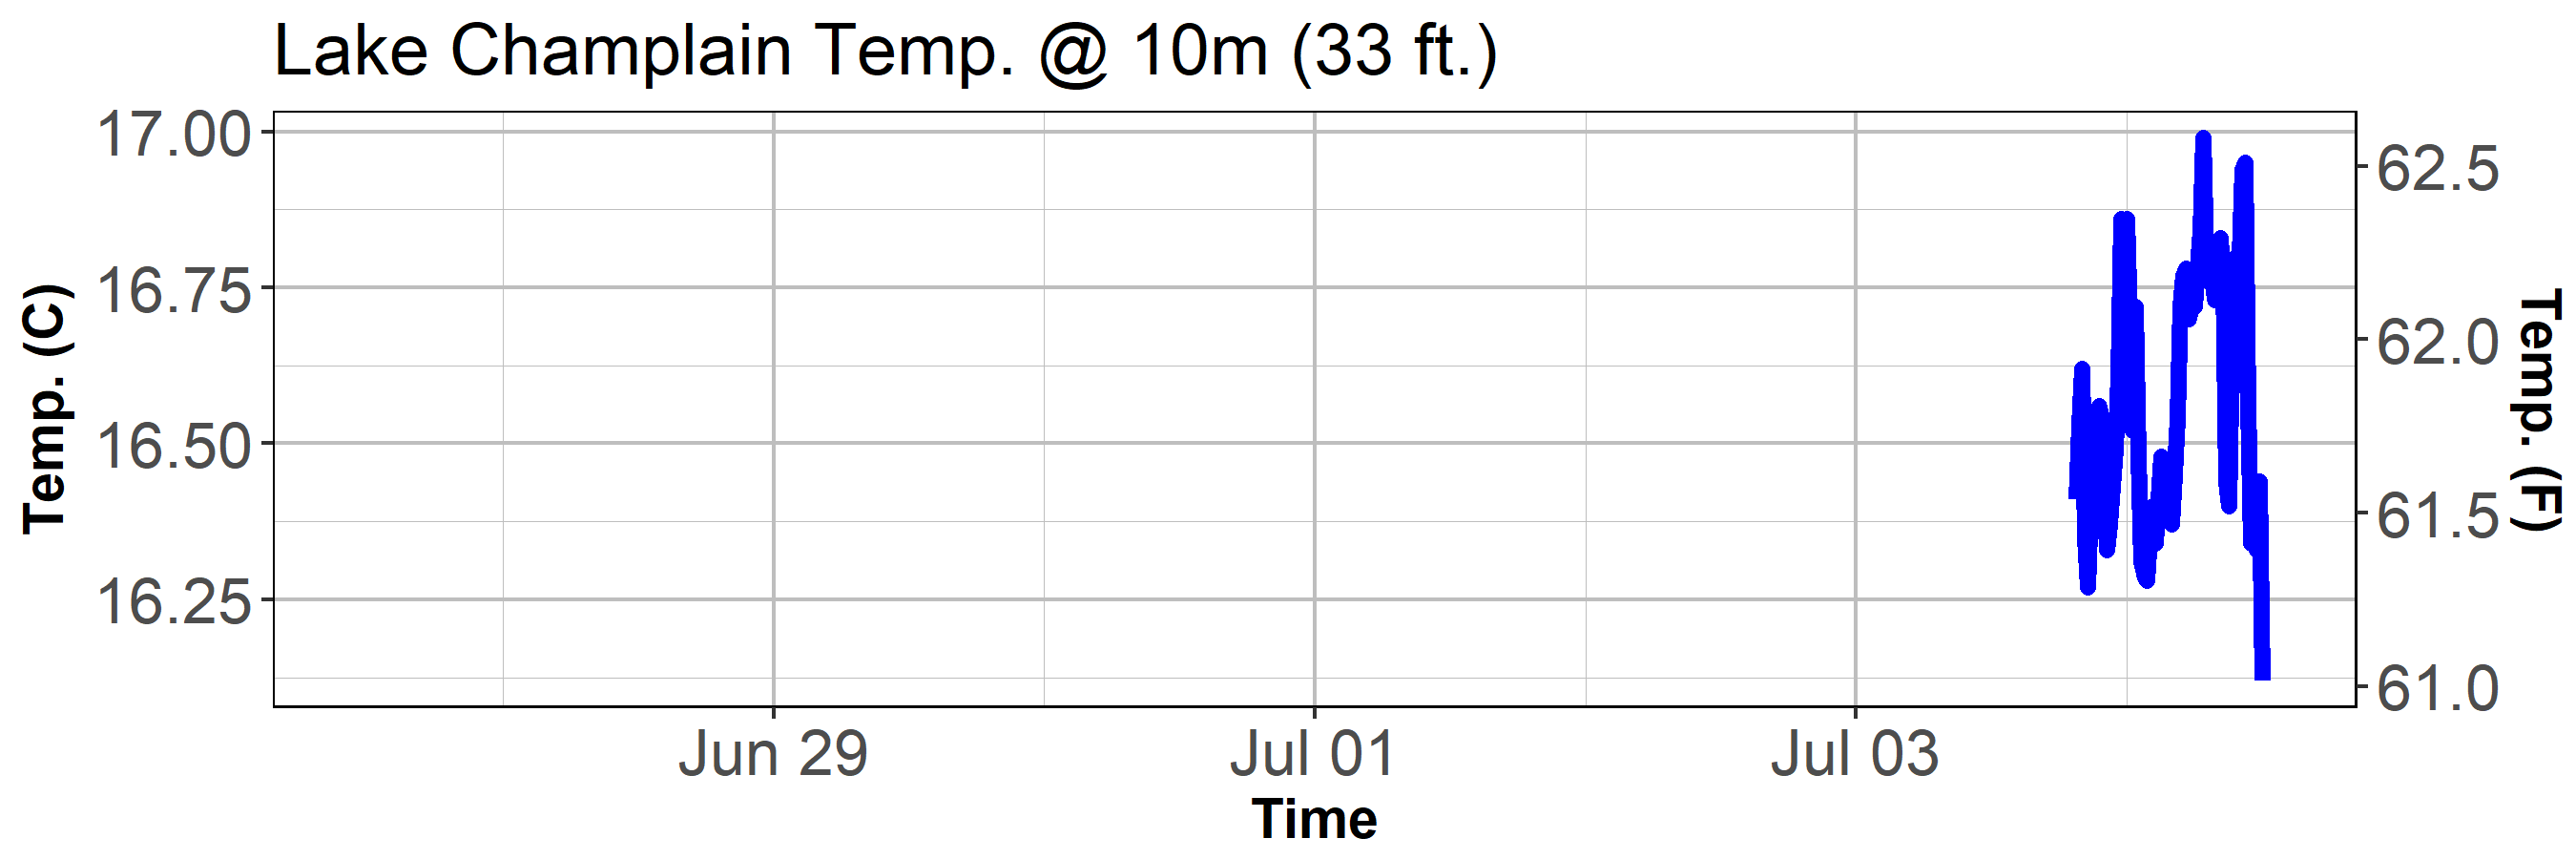 Lake Champlain Temp. @ 10m (33 ft.)
17.00
16.75
16.50
16.25
Temp. (C)
62.5
62.0
61.5
61.0
Temp. (F)
Jun 29
Jul 01
Jul 03
Time